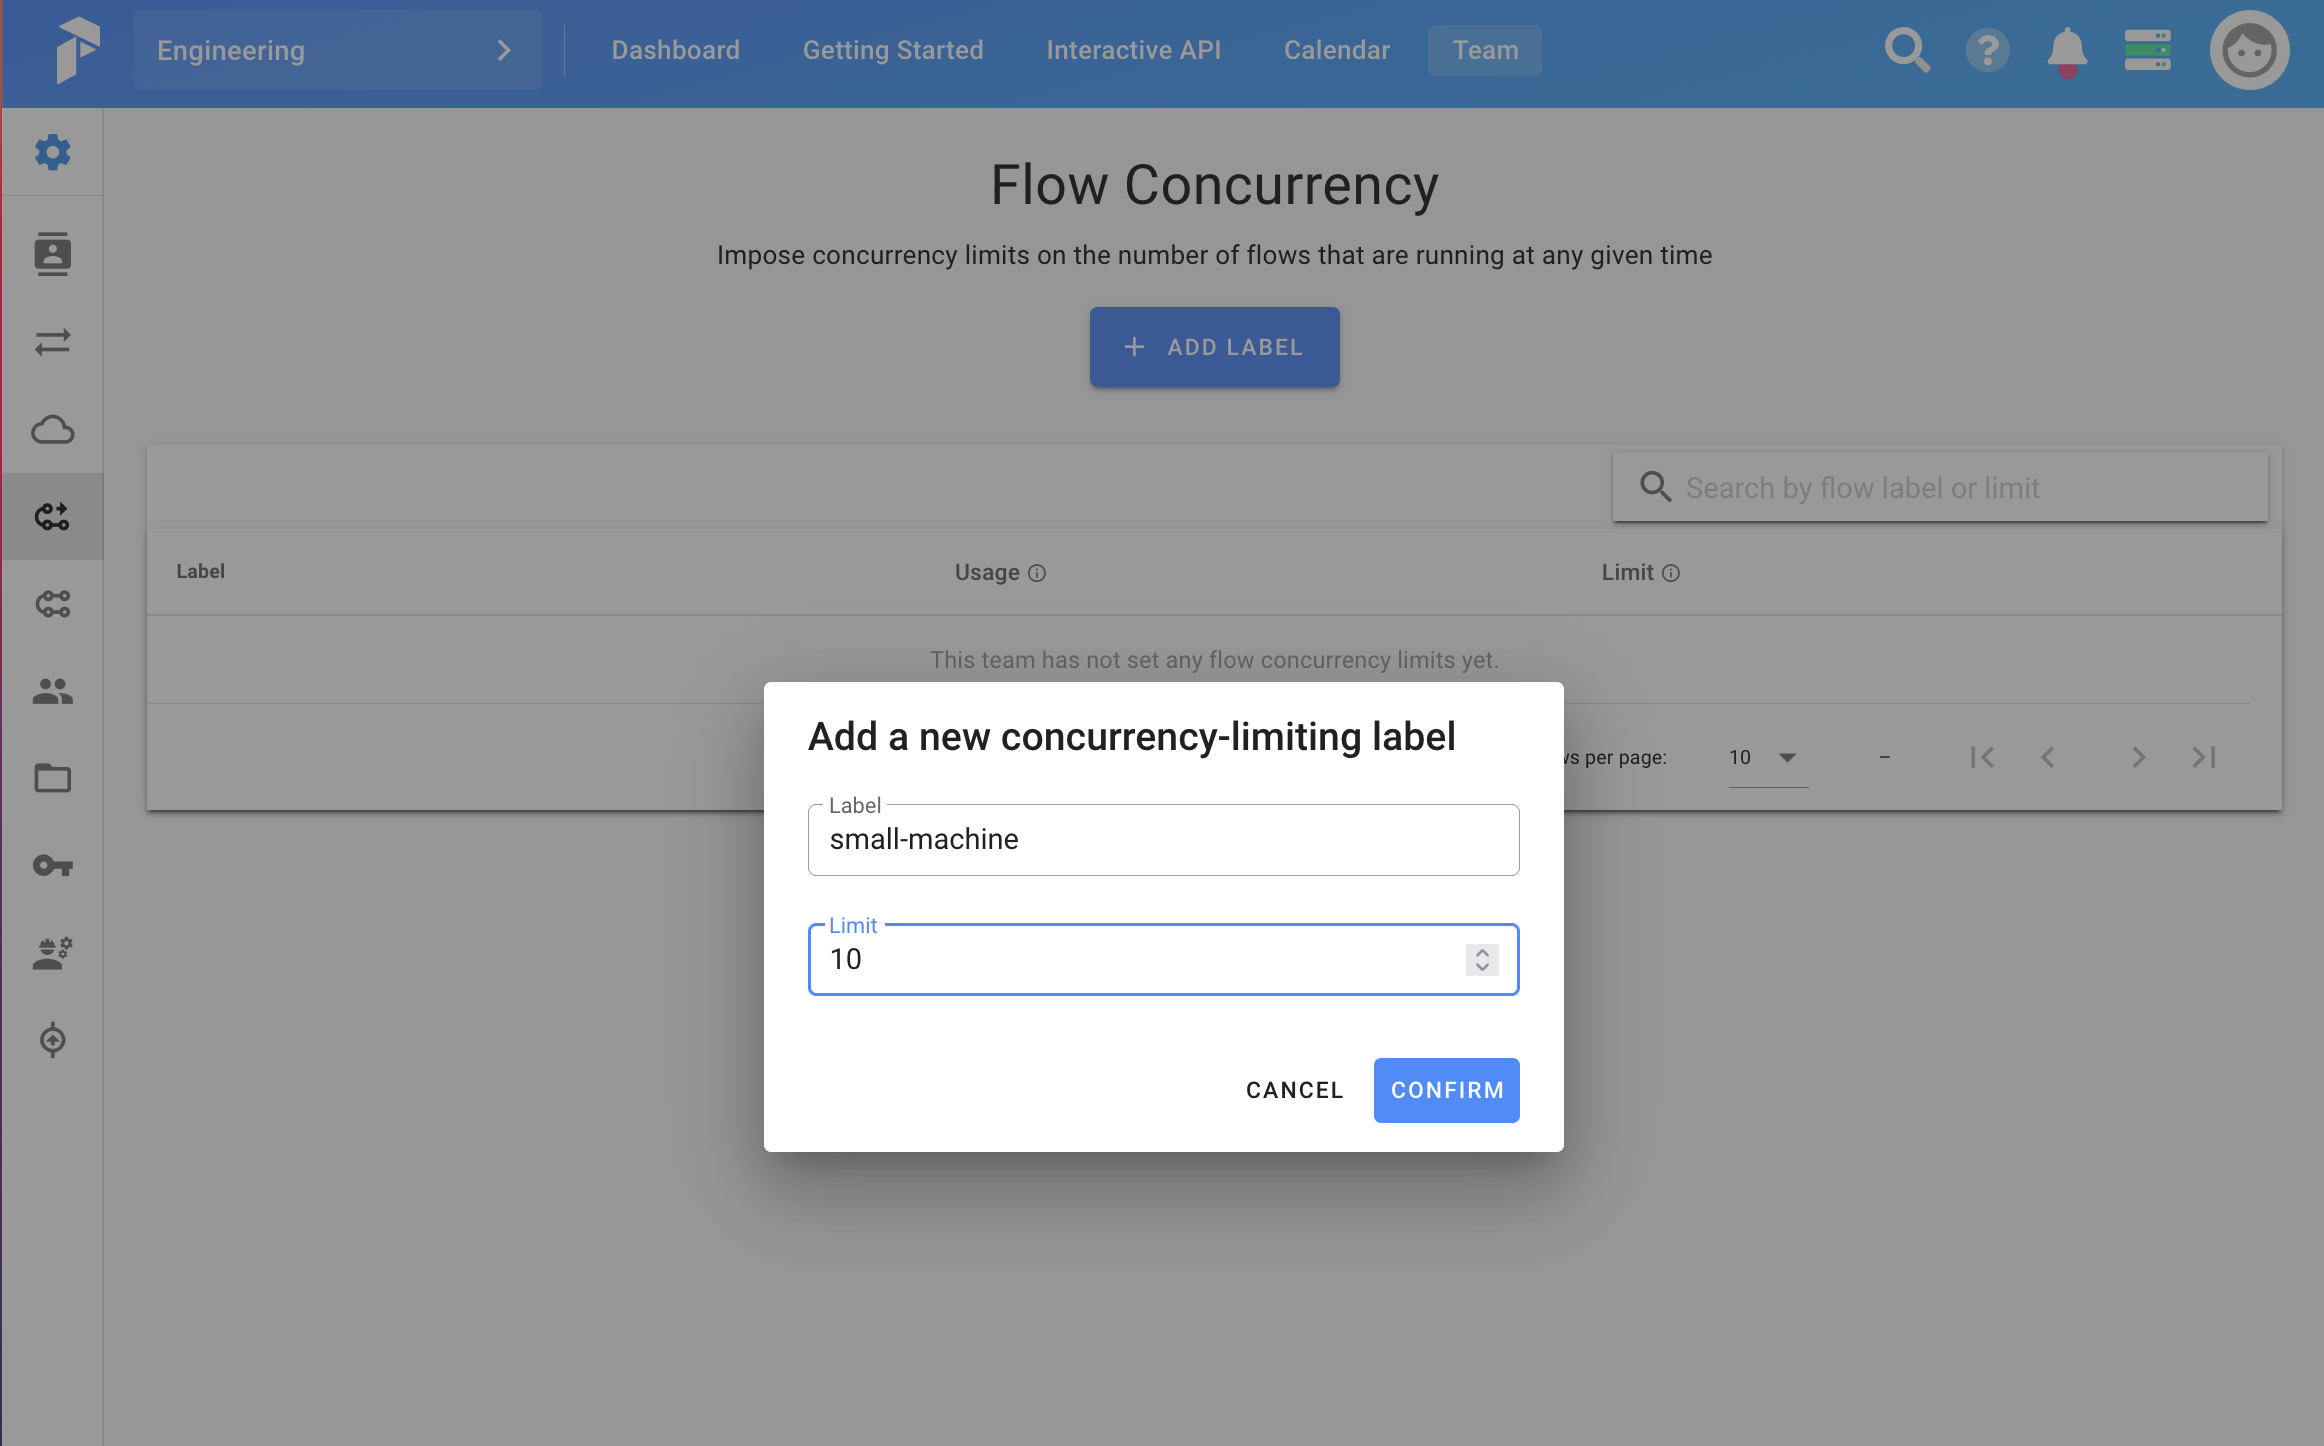 Engineering
Dashboard
Getting Started
Interactive API
Calendar
Team
Flow Concurrency
Impose concurrency limits on the number of flows that are running at any given time
+ ADD LABEL
Search by flow label or limit
Label
Usage
Limit
This team has not set any flow concurrency limits yet.
per page:
10
–
Add a new concurrency-limiting label
Label
small-machine
Limit
10
CANCEL
CONFIRM